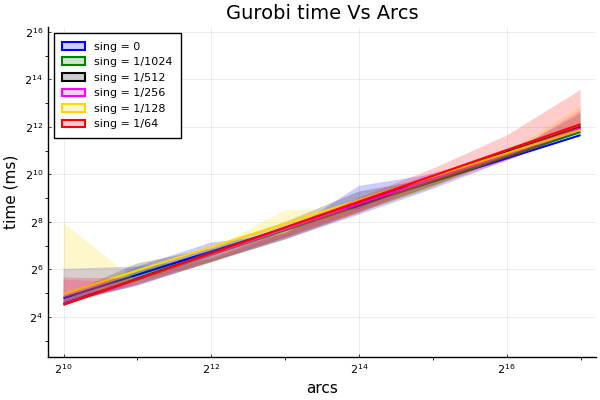 Gurobi time Vs Arcs
2^16
2^14
2^12
2^10
2^8
2^6
2^4
time (ms)
sing = 0
sing = 1/1024
sing = 1/512
sing = 1/256
sing = 1/128
sing = 1/64
2^10 2^12 2^14 2^16
arcs